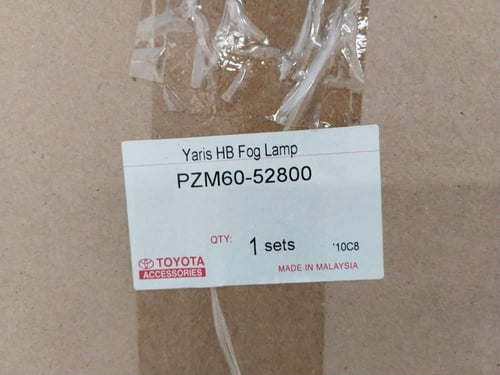 Yaris HB Fog Lamp
PZM60-52800
QTY: 1 sets '10C8
TOYOTA
ACCESSORIES
MADE IN MALAYSIA